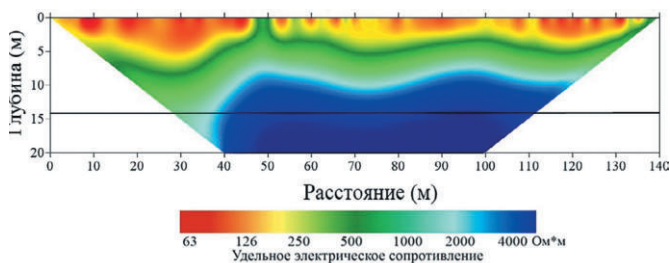 Глубина (м)
0
5
10
15
20
0 10 20 30 40 50 60 70 80 90 100 110 120 130 140
Расстояние (м)
63 126 250 500 1000 2000 4000 Ом*м
Удельное электрическое сопротивление